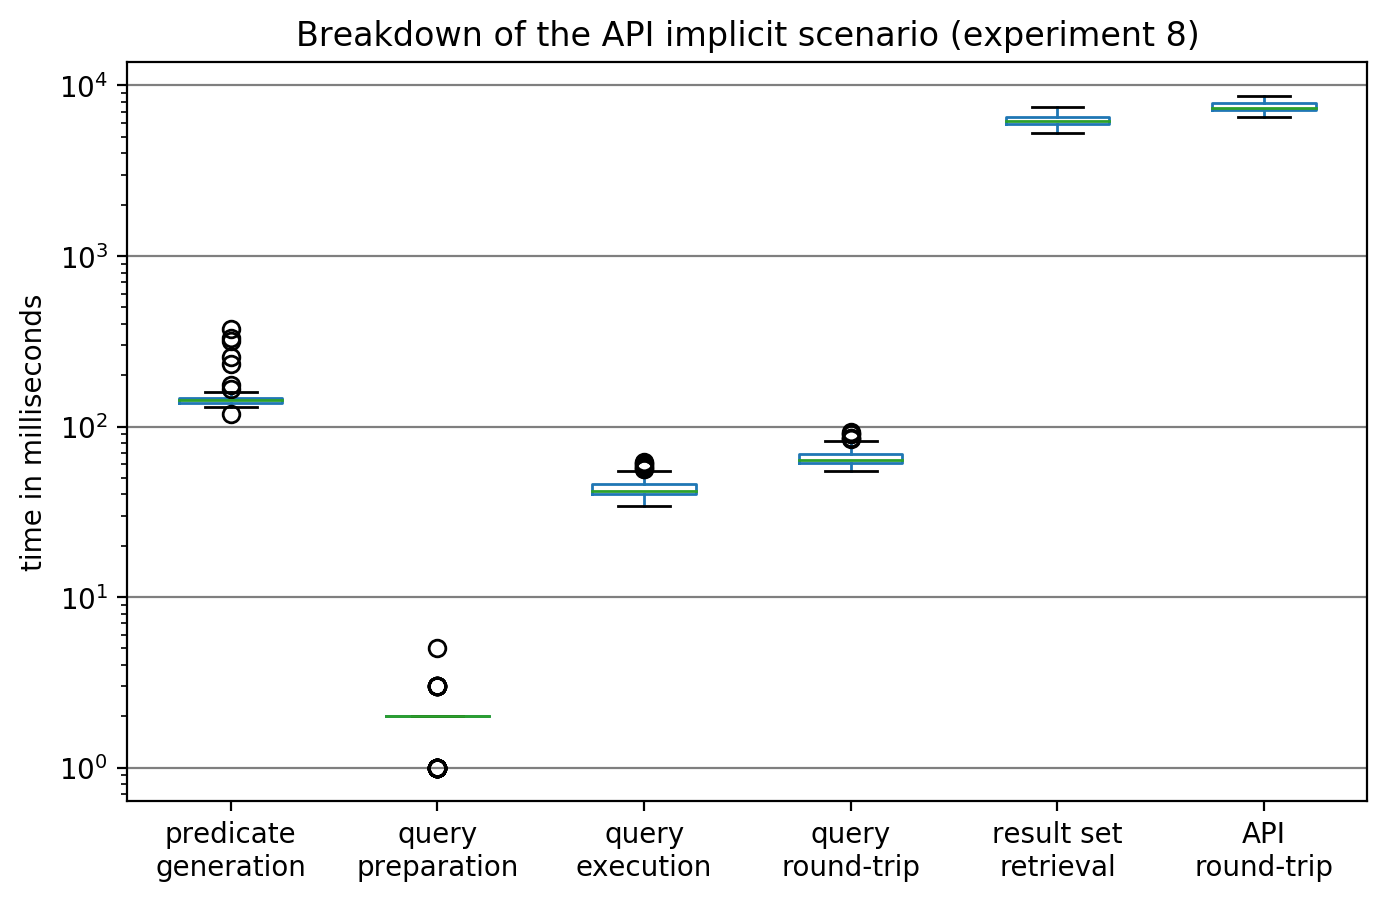 Breakdown of the API implicit scenario (experiment 8)
time in milliseconds
10⁴
10³
10²
10¹
10⁰
predicate generation
query preparation
query execution
query round-trip
result set retrieval
API round-trip